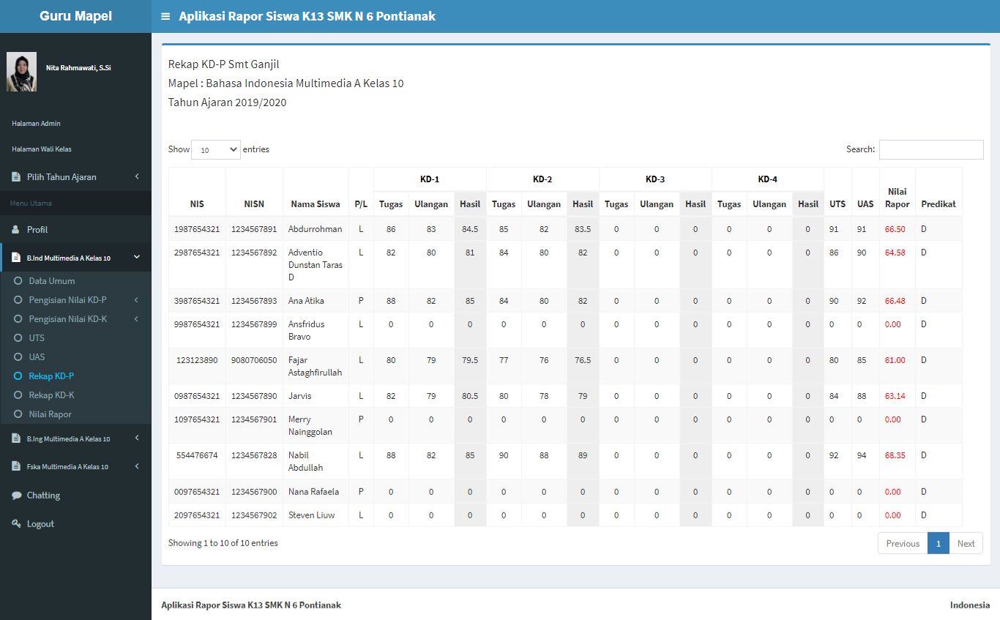 Guru Mapel
Aplikasi Rapor Siswa K13 SMK N 6 Pontianak
Nita Rahmawati, S.Si
Halaman Admin
Halaman Wali Kelas
Pilih Tahun Ajaran
Menu Utama
Profil
B.Ind Multimedia A Kelas 10
Data Umum
Pengisian Nilai KD-P
Pengisian Nilai KD-K
UTS
UAS
Rekap KD-P
Rekap KD-K
Nilai Rapor
B.Ing Multimedia A Kelas 10
Fska Multimedia A Kelas 10
Chatting
Logout
Rekap KD-P Smt Ganjil
Mapel : Bahasa Indonesia Multimedia A Kelas 10
Tahun Ajaran 2019/2020
Show 10 entries Search:
KD-1 KD-2 KD-3 KD-4
NIS NISN Nama Siswa P/L Tugas Ulangan Hasil Tugas Ulangan Hasil Tugas Ulangan Hasil Tugas Ulangan Hasil UTS UAS Nilai Rapor Predikat
1987654321 1234567891 Abdurrohman L 86 83 84.5 85 82 83.5 0 0 0 0 0 0 91 91 66.50 D
2987654321 1234567892 Adventio L 82 80 81 84 80 82 0 0 0 0 0 0 86 90 64.58 D
Dunstan Taras
D
3987654321 1234567893 Ana Atika P 88 82 85 84 80 82 0 0 0 0 0 0 90 92 66.48 D
9987654321 1234567899 Ansfridus L 0 0 0 0 0 0 0 0 0 0 0 0 0 0 0.00 D
Bravo
123123890 9080706050 Fajar L 80 79 79.5 77 76 76.5 0 0 0 0 0 0 80 85 61.00 D
Astaghfirullah
0987654321 1234567890 Jarvis L 82 79 80.5 80 78 79 0 0 0 0 0 0 84 88 63.14 D
1097654321 1234567901 Merry P 0 0 0 0 0 0 0 0 0 0 0 0 0 0 0.00 D
Nainggolan
554476674 1234567828 Nabil L 88 82 85 90 88 89 0 0 0 0 0 0 92 94 68.35 D
Abdullah
0097654321 1234567900 Nana Rafaela P 0 0 0 0 0 0 0 0 0 0 0 0 0 0 0.00 D
2097654321 1234567902 Steven Liuw L 0 0 0 0 0 0 0 0 0 0 0 0 0 0 0.00 D
Showing 1 to 10 of 10 entries
Previous 1 Next
Aplikasi Rapor Siswa K13 SMK N 6 Pontianak
Indonesia